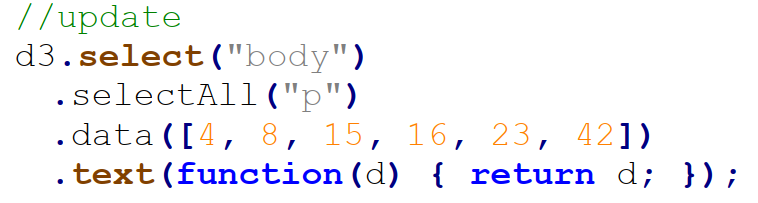 //update
d3.select("body")
  .selectAll("p")
  .data([4, 8, 15, 16, 23, 42])
  .text(function(d) { return d; });